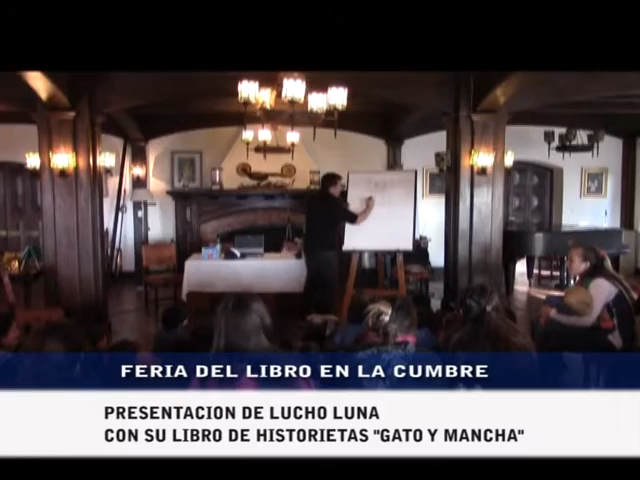 FERIA DEL LIBRO EN LA CUMBRE
PRESENTACION DE LUCHO LUNA
CON SU LIBRO DE HISTORIETAS "GATO Y MANCHA"